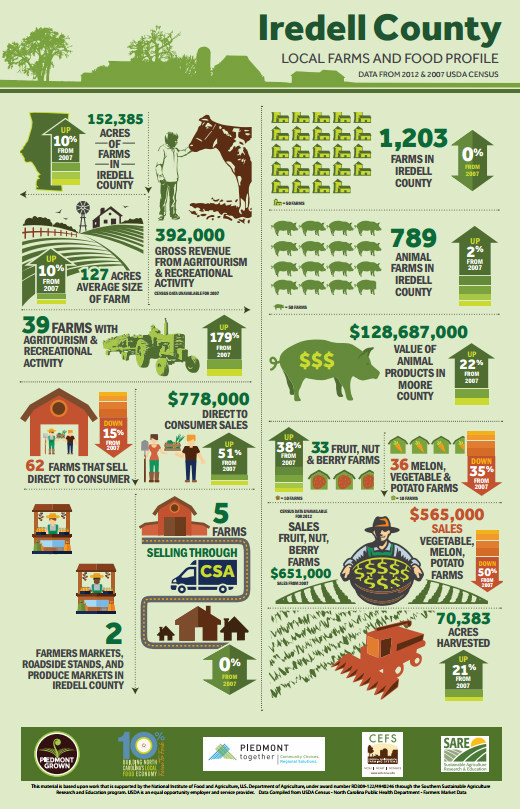 Iredell County
LOCAL FARMS AND FOOD PROFILE
DATA FROM 2012 & 2007 USDA CENSUS
UP
10%
FROM
2007
152,385
ACRES
OF
FARMS
IN
IREDELL
COUNTY
392,000
GROSS REVENUE
FROM AGRITOURISM
& RECREATIONAL
ACTIVITY
CENSUS DATA UNAVAILABLE FOR 2007
UP
10%
FROM
2007
127 ACRES
AVERAGE SIZE
OF FARM
39 FARMS WITH
AGRITOURISM &
RECREATIONAL
ACTIVITY
UP
179%
FROM
2007
DOWN
15%
FROM
2007
62 FARMS THAT SELL
DIRECT TO CONSUMER
$778,000
DIRECT TO
CONSUMER SALES
UP
51%
FROM
2007
5
FARMS
SELLING THROUGH
CSA
2
FARMERS MARKETS,
ROADSIDE STANDS, AND
PRODUCE MARKETS IN
IREDELL COUNTY
0%
FROM
2007
1,203
FARMS IN
IREDELL
COUNTY
0%
FROM
2007
= 50 FARMS
789
ANIMAL
FARMS IN
IREDELL
COUNTY
UP
2%
FROM
2007
= 50 FARMS
$128,687,000
VALUE OF
ANIMAL
PRODUCTS IN
MOORE
COUNTY
$$$
UP
22%
FROM
2007
UP
38%
FROM
2007
33 FRUIT, NUT
& BERRY FARMS
= 10 FARMS
36 MELON,
VEGETABLE &
POTATO FARMS
= 10 FARMS
DOWN
35%
FROM
2007
CENSUS DATA UNAVAILABLE
FOR 2012
SALES
FRUIT, NUT,
BERRY
FARMS
$651,000
SALES FROM 2007
$565,000
SALES
VEGETABLE,
MELON,
POTATO
FARMS
DOWN
50%
FROM
2007
70,383
ACRES
HARVESTED
UP
21%
FROM
2007
PIEDMONT
GROWN
10%
BUILDING NORTH
CAROLINA'S LOCAL
FOOD ECONOMY
PIEDMONT
together
Community Choices
Regional Solutions
CEFS
SARE
Sustainable Agriculture
Research & Education
This material is based upon work that is supported by the National Institute of Food and Agriculture, U.S. Department of Agriculture, under award number RD309-122/4940246 through the Southern Sustainable Agriculture
Research and Education program. USDA is an equal opportunity employer and service provider. Data Compiled from USDA Census - North Carolina Public Health Department - Farmers Market Data